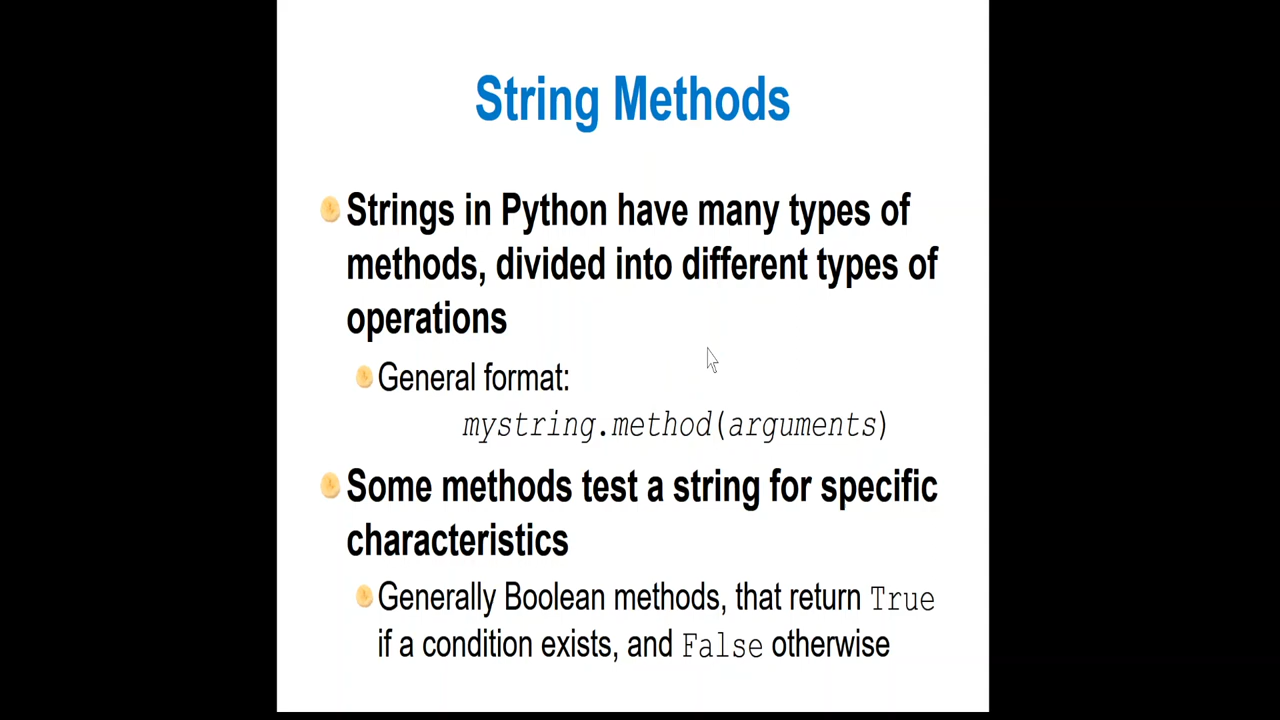 String Methods
Strings in Python have many types of
methods, divided into different types of
operations
General format:
mystring.method(arguments)
Some methods test a string for specific
characteristics
Generally Boolean methods, that return True
if a condition exists, and False otherwise